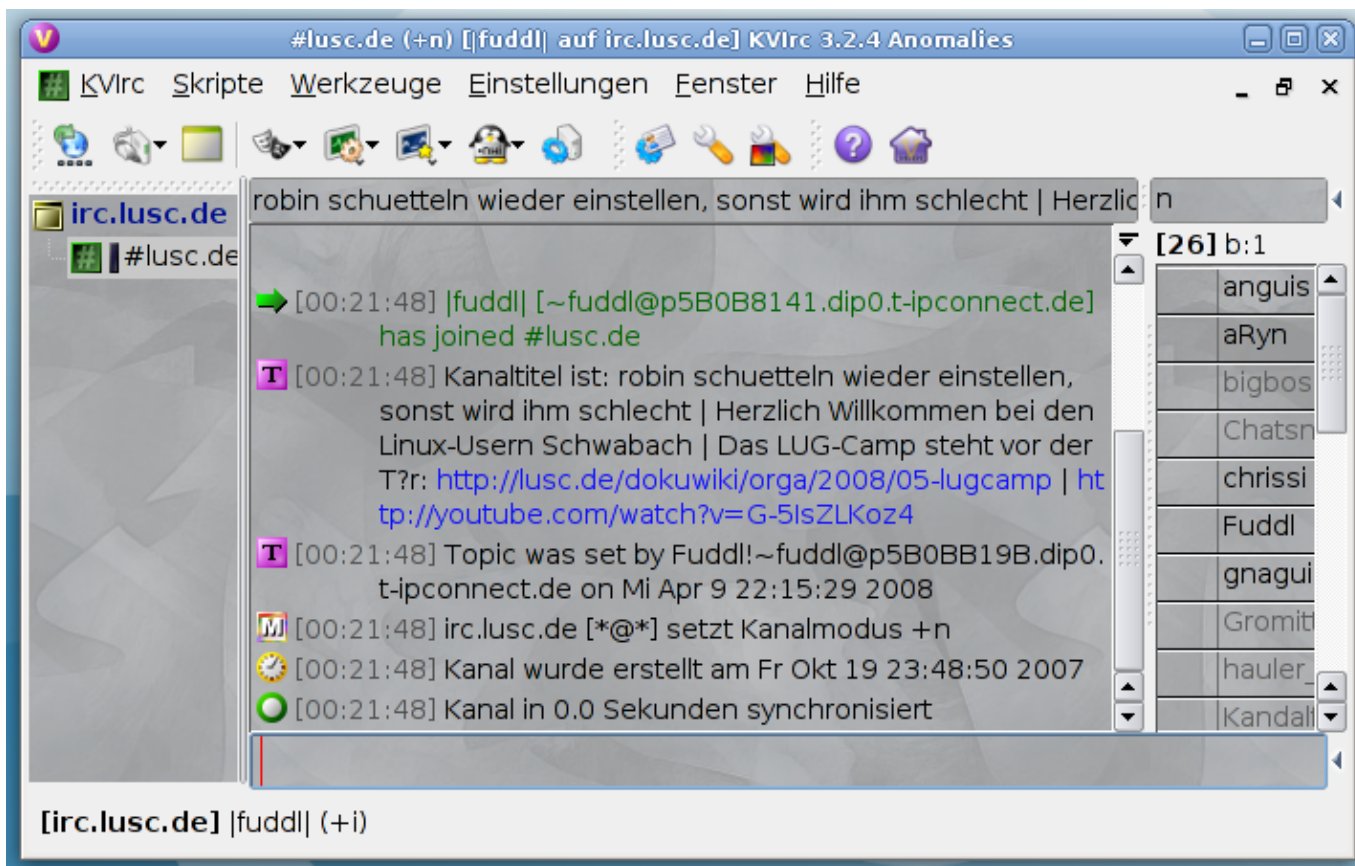 #lusc.de (+n) [|fuddl| auf irc.lusc.de] KVIrc 3.2.4 Anomalies
KVIrc Skripte Werkzeuge Einstellungen Fenster Hilfe
irc.lusc.de
#lusc.de
robin schuetteln wieder einstellen, sonst wird ihm schlecht | Herzlic
n
[00:21:48] |fuddl| [~fuddl@p5B0B8141.dip0.t-ipconnect.de]
has joined #lusc.de
[00:21:48] Kanaltitel ist: robin schuetteln wieder einstellen,
sonst wird ihm schlecht | Herzlich Willkommen bei den
Linux-Usern Schwabach | Das LUG-Camp steht vor der
T?r: http://lusc.de/dokuwiki/orga/2008/05-lugcamp | ht
tp://youtube.com/watch?v=G-5IsZLKoz4
[00:21:48] Topic was set by Fuddl!~fuddl@p5B0BB19B.dip0.
t-ipconnect.de on Mi Apr 9 22:15:29 2008
[00:21:48] irc.lusc.de [*@*] setzt Kanalmodus +n
[00:21:48] Kanal wurde erstellt am Fr Okt 19 23:48:50 2007
[00:21:48] Kanal in 0.0 Sekunden synchronisiert
[26] b:1
anguis
aRyn
bigbos
Chatsn
chrissi
Fuddl
gnagui
Gromit
hauler_
Kandalf
[irc.lusc.de] |fuddl| (+i)